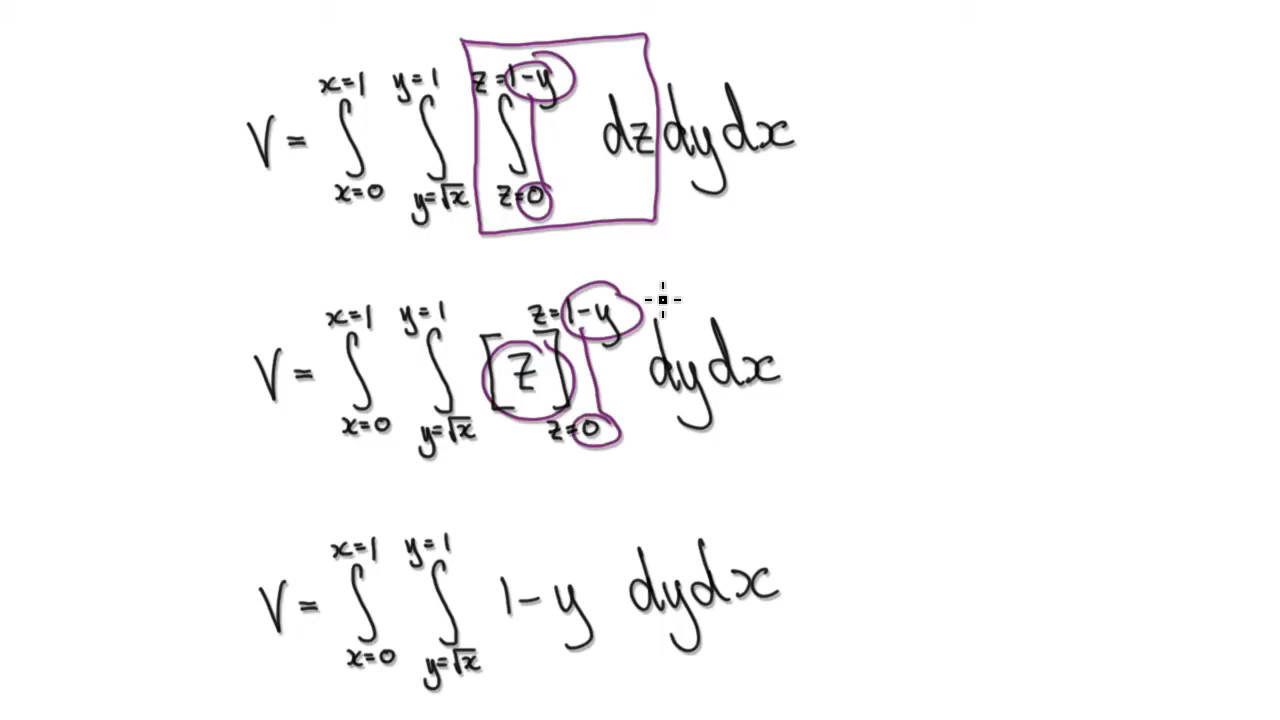 x=1 y=1 z=1-y
V = ∫ ∫ ∫ dz dy dx
x=0 y=√x z=0
x=1 y=1 z=1-y
V = ∫ ∫ [z] dy dx
x=0 y=√x z=0
x=1 y=1
V = ∫ ∫ 1-y dy dx
x=0 y=√x